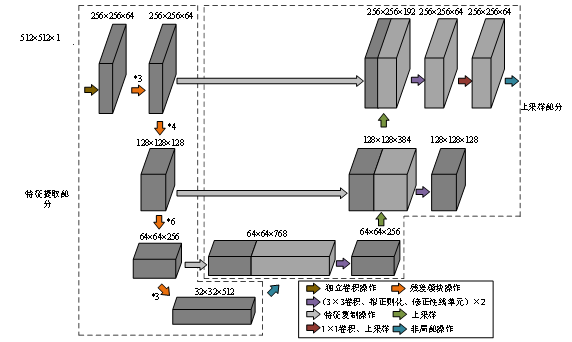 256×256×64
256×256×64
256×256×192
256×256×64
256×256×64
512×512×1
*3
上采样部分
*4
128×128×128
128×128×384
128×128×128
特征提取部
分
*6
64×64×256
64×64×768
64×64×256
*3
32×32×512
独立卷积操作
残差模块操作
(3×3卷积、批正则化、修正线性单元)×2
特征复制操作
上采样
1×1卷积、上采样
非局部操作